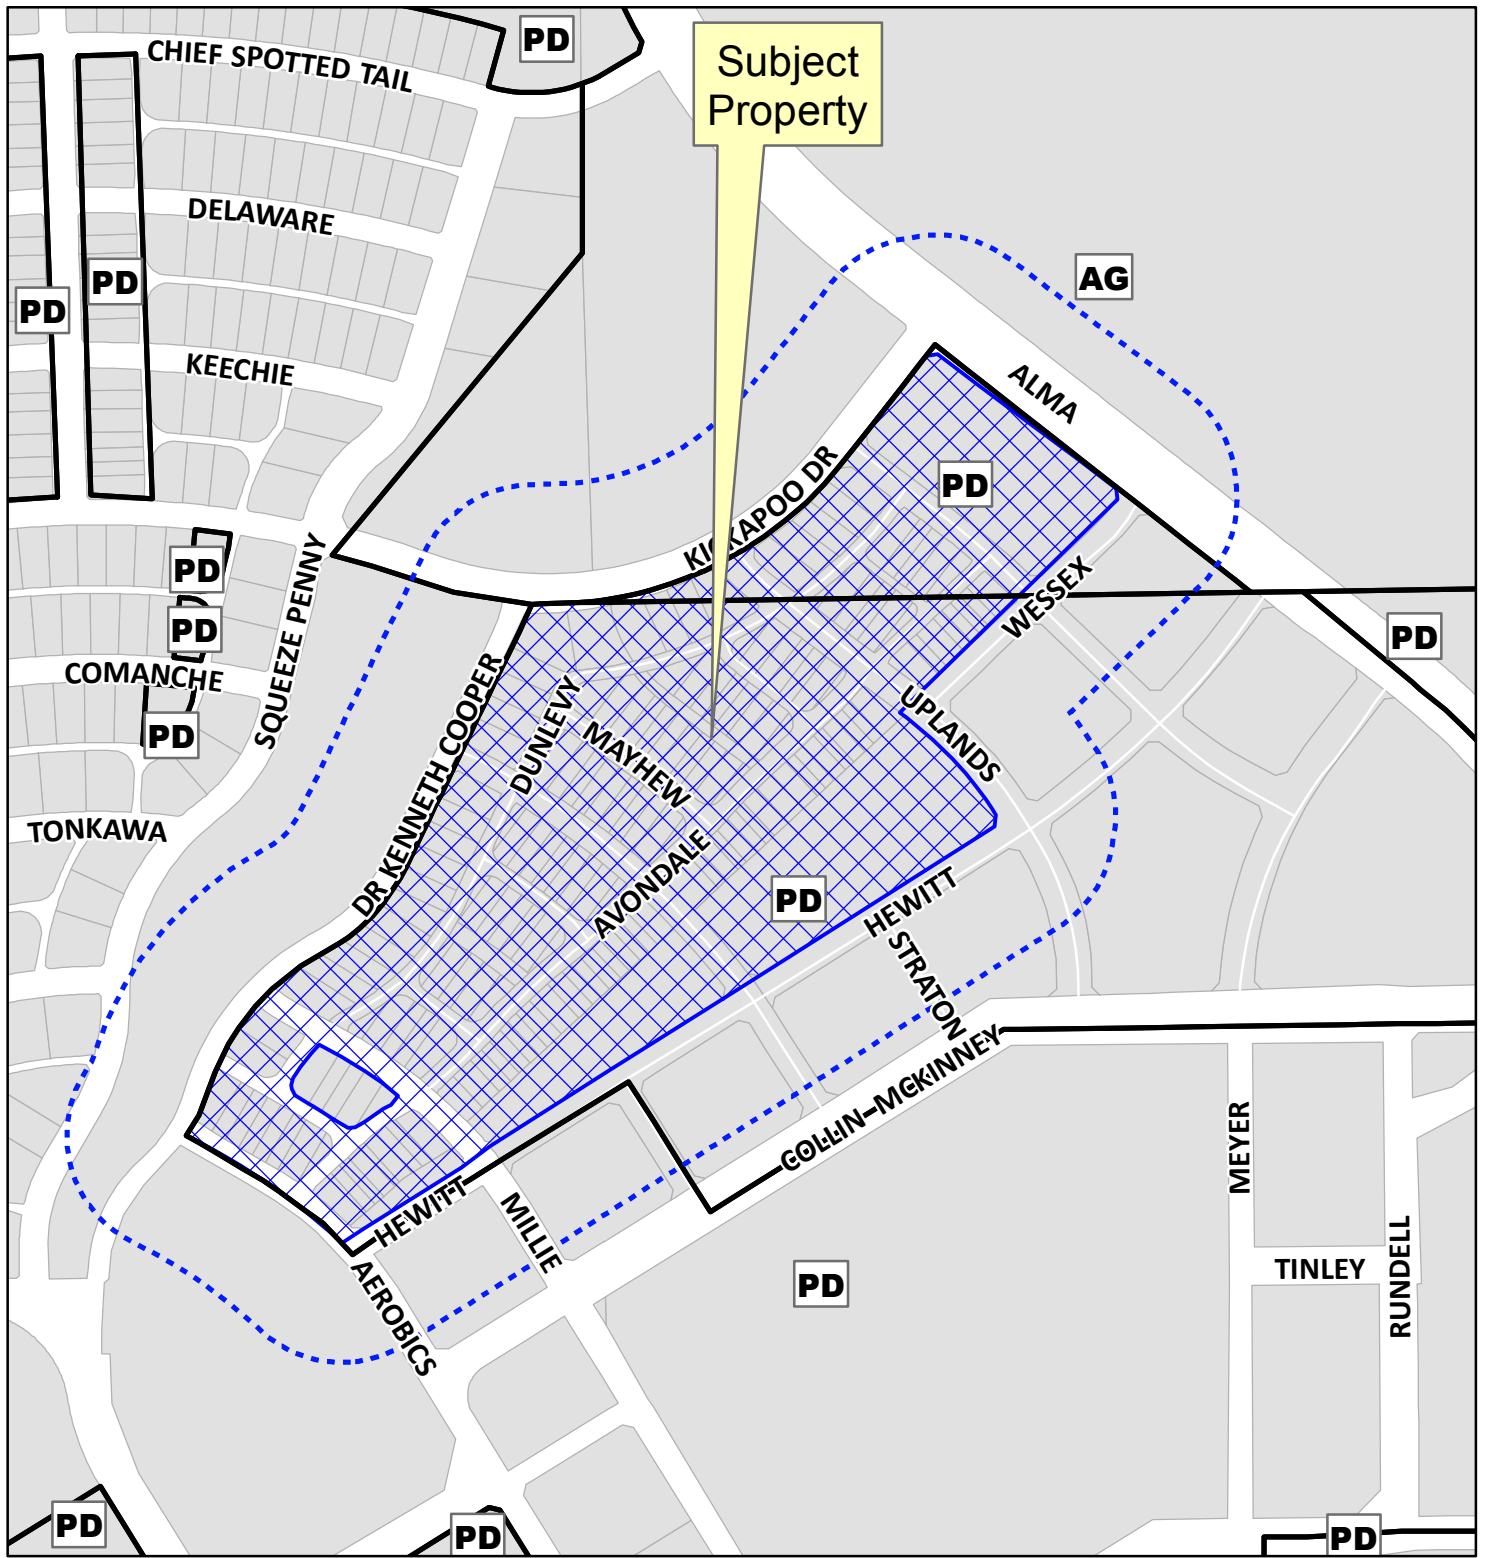 PD
Subject
Property
CHIEF SPOTTED TAIL
DELAWARE
PD
AG
PD
KEECHIE
ALMA
PD
KICKAPOO DR
PD
WESSEX
PD
PD
COMANCHE
SQUEEZE PENNY
PD
UPLANDS
DUNLEVY
MAYHEW
DR KENNETH COOPER
TONKAWA
AVONDALE
PD
HEWITT
STRATON
COLLIN-MCKINNEY
MEYER
HEWITT
MILLIE
TINLEY
RUNDELL
PD
AEROBICS
PD
PD
PD